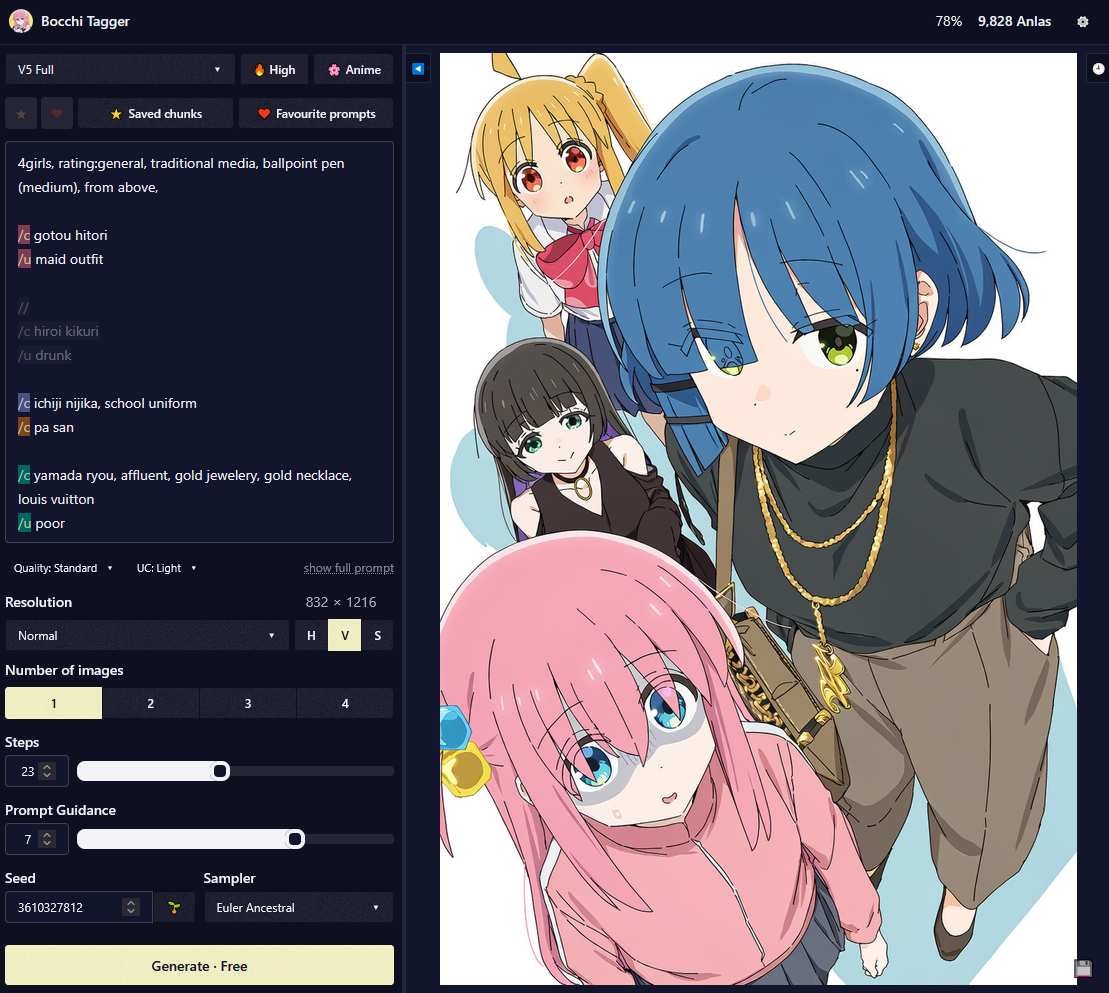 Bocchi Tagger
78%
9,828 Anlas
V5 Full
High
Anime
Saved chunks
Favourite prompts
4girls, rating:general, traditional media, ballpoint pen
(medium), from above,
/c gotou hitori
/u maid outfit
//
/c hiroi kikuri
/u drunk
/c ichiji nijika, school uniform
/c pa san
/c yamada ryou, affluent, gold jewelery, gold necklace,
louis vuitton
/u poor
Quality: Standard
UC: Light
show full prompt
Resolution
832 × 1216
Normal
H
V
S
Number of images
1
2
3
4
Steps
23
Prompt Guidance
7
Seed
Sampler
3610327812
Euler Ancestral
Generate · Free